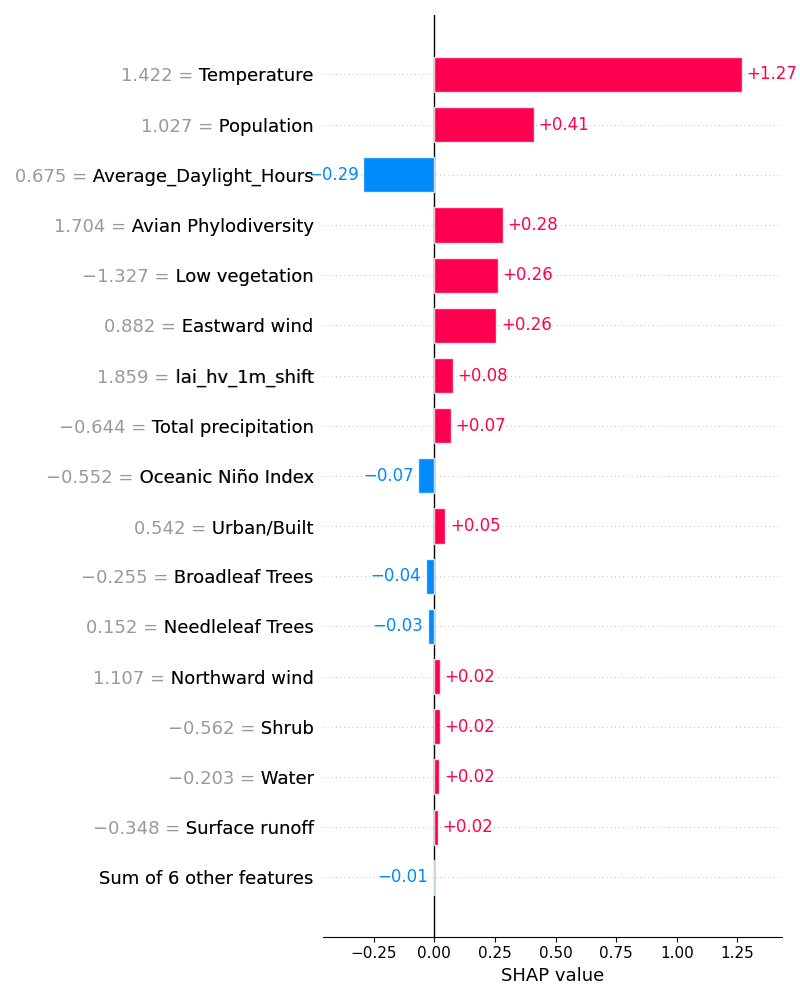 1.422 = Temperature +1.27
1.027 = Population +0.41
0.675 = Average_Daylight_Hours −0.29
1.704 = Avian Phylodiversity +0.28
−1.327 = Low vegetation +0.26
0.882 = Eastward wind +0.26
1.859 = lai_hv_1m_shift +0.08
−0.644 = Total precipitation +0.07
−0.552 = Oceanic Niño Index −0.07
0.542 = Urban/Built +0.05
−0.255 = Broadleaf Trees −0.04
0.152 = Needleleaf Trees −0.03
1.107 = Northward wind +0.02
−0.562 = Shrub +0.02
−0.203 = Water +0.02
−0.348 = Surface runoff +0.02
Sum of 6 other features −0.01
−0.25 0.00 0.25 0.50 0.75 1.00 1.25
SHAP value